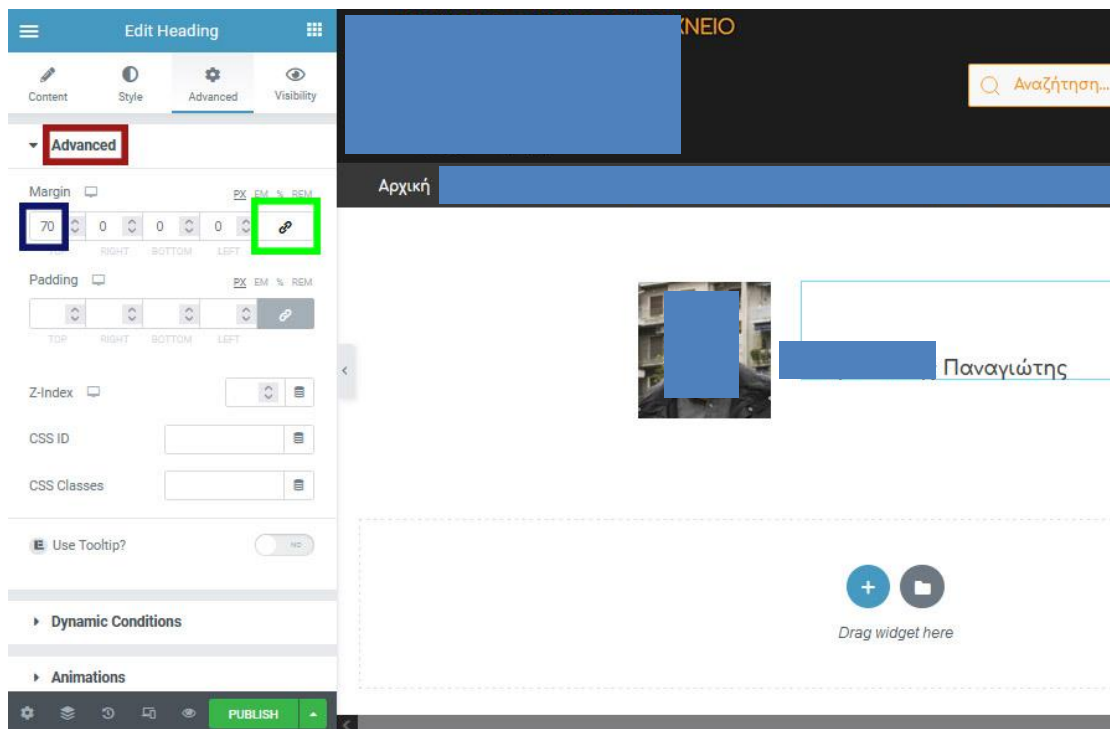 Edit Heading
ΧΝΕΙΟ
Content Style Advanced Visibility
Αναζήτηση...
Advanced
Αρχική
Margin PX EM % REM
70 0 0 0
TOP RIGHT BOTTOM LEFT
Padding PX EM % REM
TOP RIGHT BOTTOM LEFT
Παναγιώτης
Z-Index
CSS ID
CSS Classes
Use Tooltip? NO
Dynamic Conditions
Drag widget here
Animations
PUBLISH